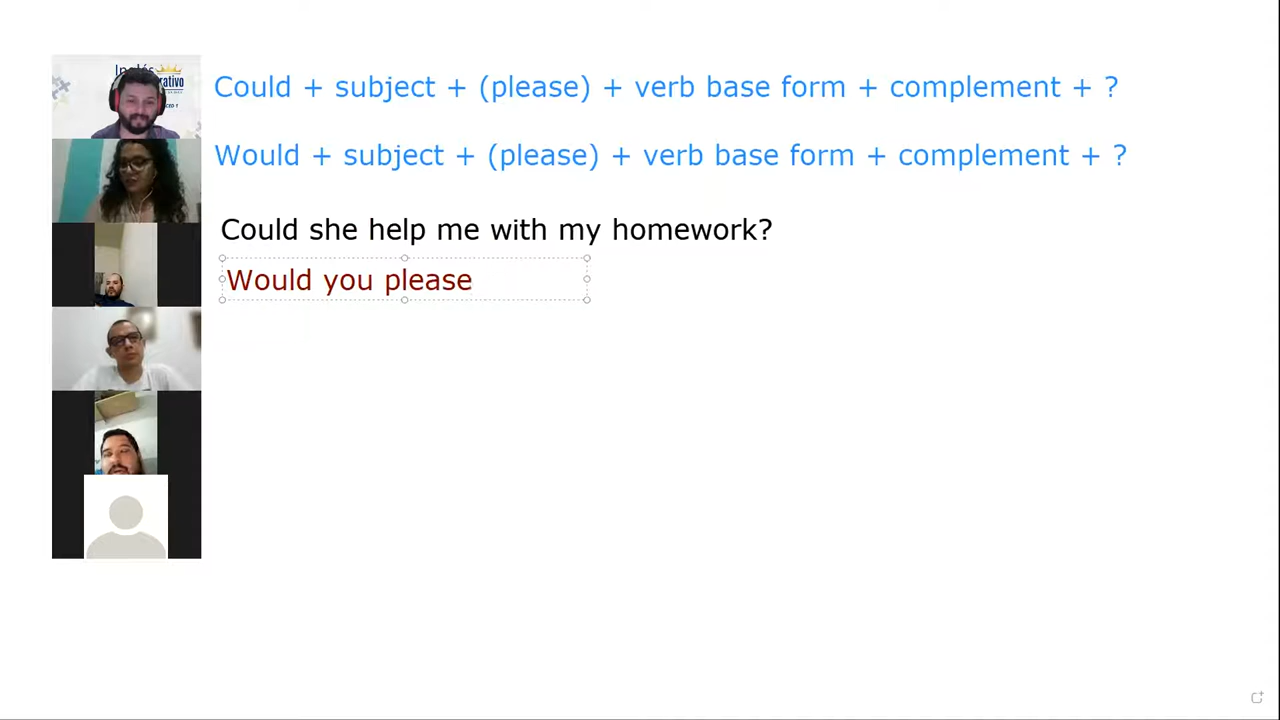 Could + subject + (please) + verb base form + complement + ?
Would + subject + (please) + verb base form + complement + ?
Could she help me with my homework?
Would you please